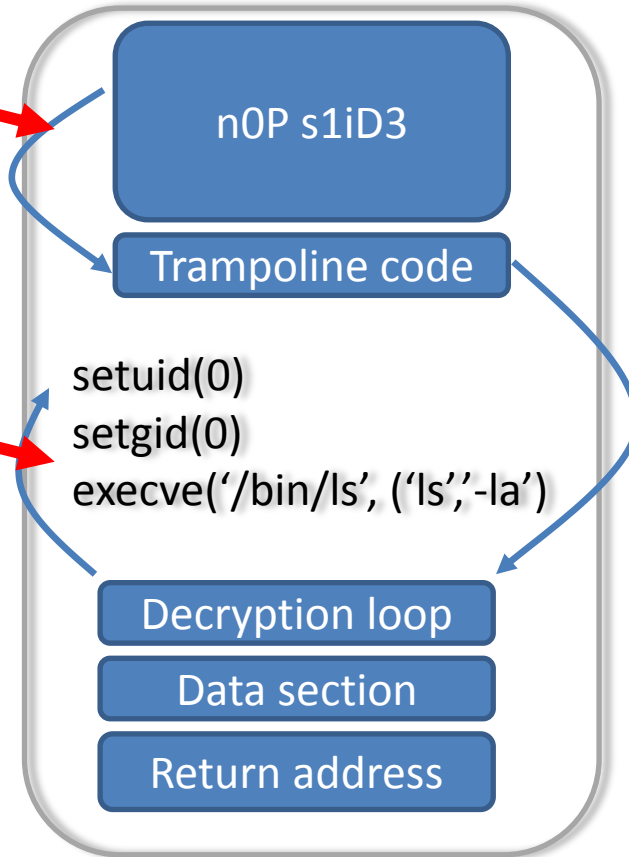 n0P s1iD3
Trampoline code
setuid(0)
setgid(0)
execve(‘/bin/ls’, (‘ls’,’-la’)
Decryption loop
Data section
Return address